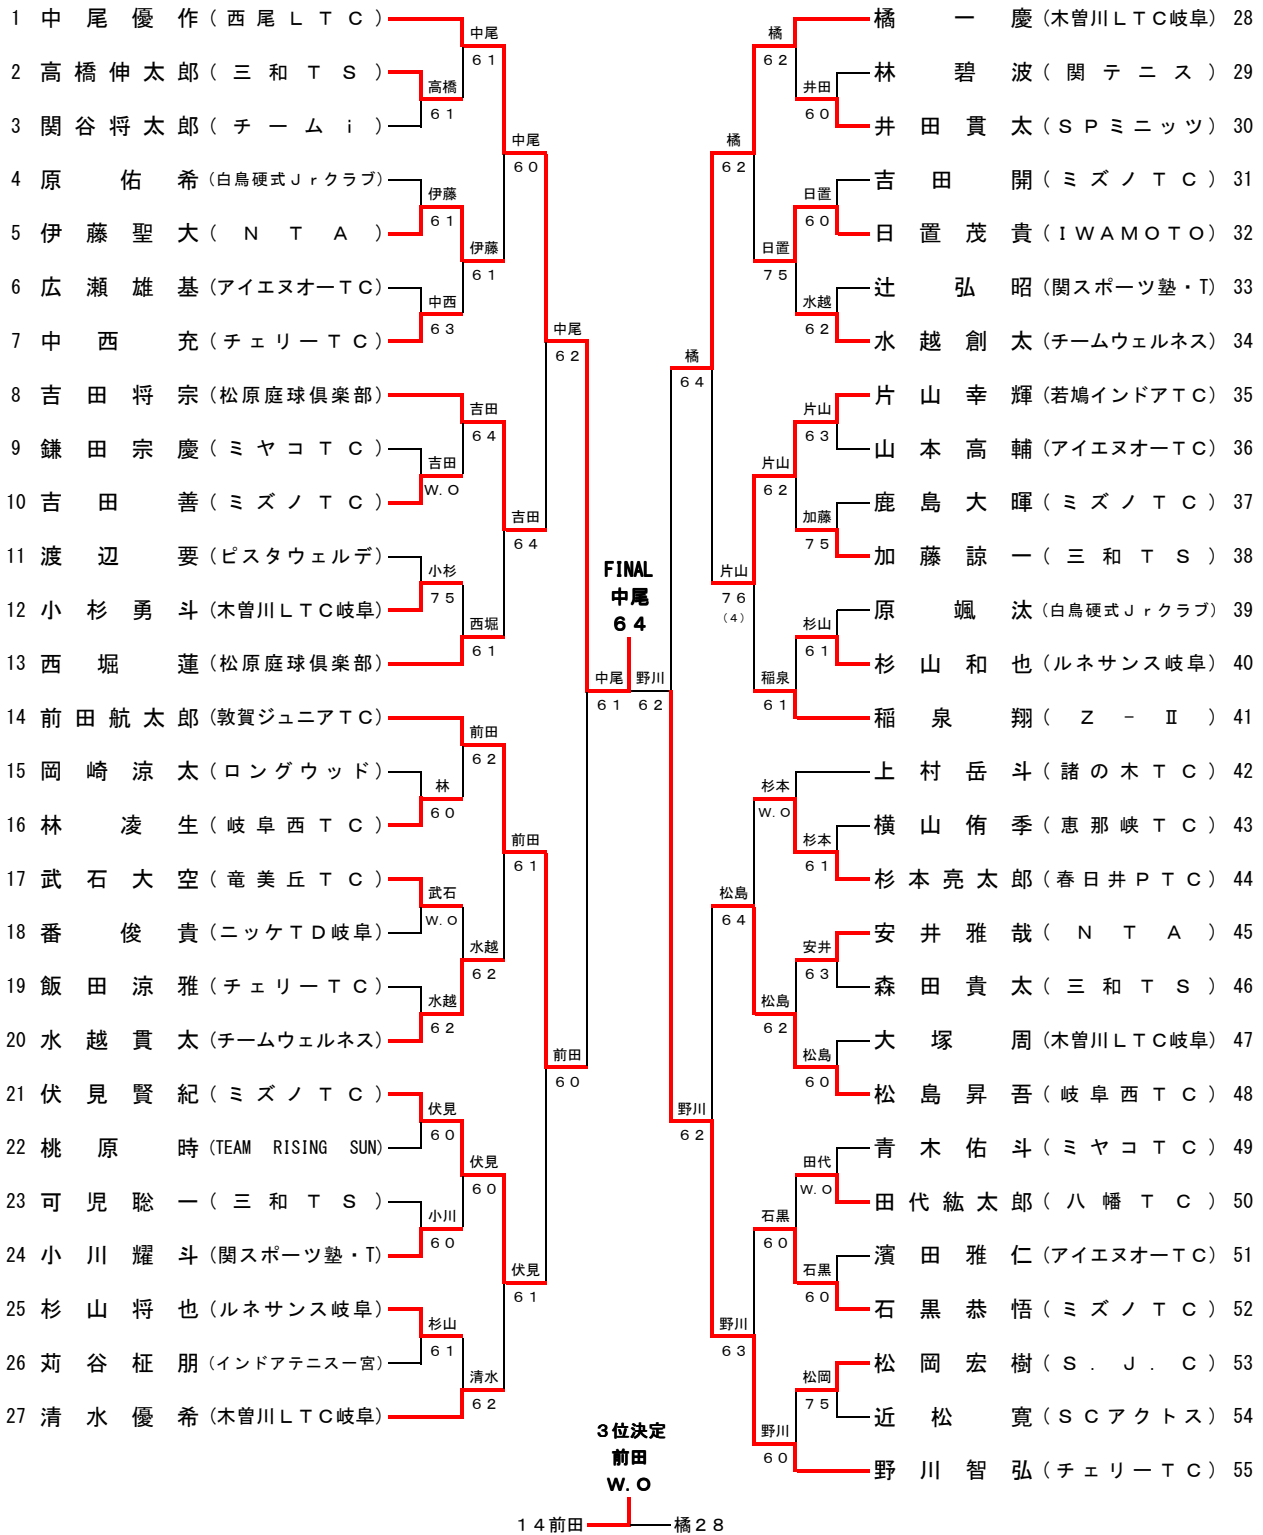 1 中尾優作(西尾LTC)
2 高橋伸太郎(三和TS)
3 関谷将太郎(チームi)
4 原佑希(白鳥硬式Jrクラブ)
5 伊藤聖大(NTA)
6 広瀬雄基(アイエヌオーTC)
7 中西充(チェリーTC)
8 吉田将宗(松原庭球倶楽部)
9 鎌田宗慶(ミヤコTC)
10 吉田善(ミズノTC)
11 渡辺要(ピスタウェルデ)
12 小杉勇斗(木曽川LTC岐阜)
13 西堀蓮(松原庭球倶楽部)
14 前田航太郎(敦賀ジュニアTC)
15 岡崎涼太(ロングウッド)
16 林凌生(岐阜西TC)
17 武石大空(竜美丘TC)
18 番俊貴(ニッケTD岐阜)
19 飯田涼雅(チェリーTC)
20 水越貫太(チームウェルネス)
21 伏見賢紀(ミズノTC)
22 桃原時(TEAM RISING SUN)
23 可児聡一(三和TS)
24 小川耀斗(関スポーツ塾・T)
25 杉山将也(ルネサンス岐阜)
26 苅谷柾朋(インドアテニス一宮)
27 清水優希(木曽川LTC岐阜)
高橋
61
伊藤
61
中西
63
吉田
W.O
小杉
75
林
60
武石
W.O
水越
62
伏見
60
小川
60
杉山
61
中尾
61
伊藤
61
吉田
64
西堀
61
前田
62
水越
62
伏見
60
清水
62
中尾
60
吉田
64
前田
61
伏見
61
中尾
62
前田
60
中尾
61
FINAL
中尾
64
野川
62
橘
64
野川
62
橘
62
片山
76
(4)
松島
64
野川
63
橘
62
日置
75
片山
62
稲泉
61
杉本
W.O
松島
62
石黒
60
野川
60
井田
60
日置
60
水越
62
片山
63
加藤
75
杉山
61
杉本
61
安井
63
松島
60
田代
W.O
石黒
60
松岡
75
橘一慶(木曽川LTC岐阜) 28
林碧波(関テニス) 29
井田貫太(SPミニッツ) 30
吉田開(ミズノTC) 31
日置茂貴(IWAMOTO) 32
辻弘昭(関スポーツ塾・T) 33
水越創太(チームウェルネス) 34
片山幸輝(若鳩インドアTC) 35
山本高輔(アイエヌオーTC) 36
鹿島大暉(ミズノTC) 37
加藤諒一(三和TS) 38
原颯汰(白鳥硬式Jrクラブ) 39
杉山和也(ルネサンス岐阜) 40
稲泉翔(Z-Ⅱ) 41
上村岳斗(諸の木TC) 42
横山侑季(恵那峡TC) 43
杉本亮太郎(春日井PTC) 44
安井雅哉(NTA) 45
森田貴太(三和TS) 46
大塚周(木曽川LTC岐阜) 47
松島昇吾(岐阜西TC) 48
青木佑斗(ミヤコTC) 49
田代紘太郎(八幡TC) 50
濱田雅仁(アイエヌオーTC) 51
石黒恭悟(ミズノTC) 52
松岡宏樹(S.J.C) 53
近松寛(SCアクトス) 54
野川智弘(チェリーTC) 55
3位決定
前田
W.O
14前田 橘28